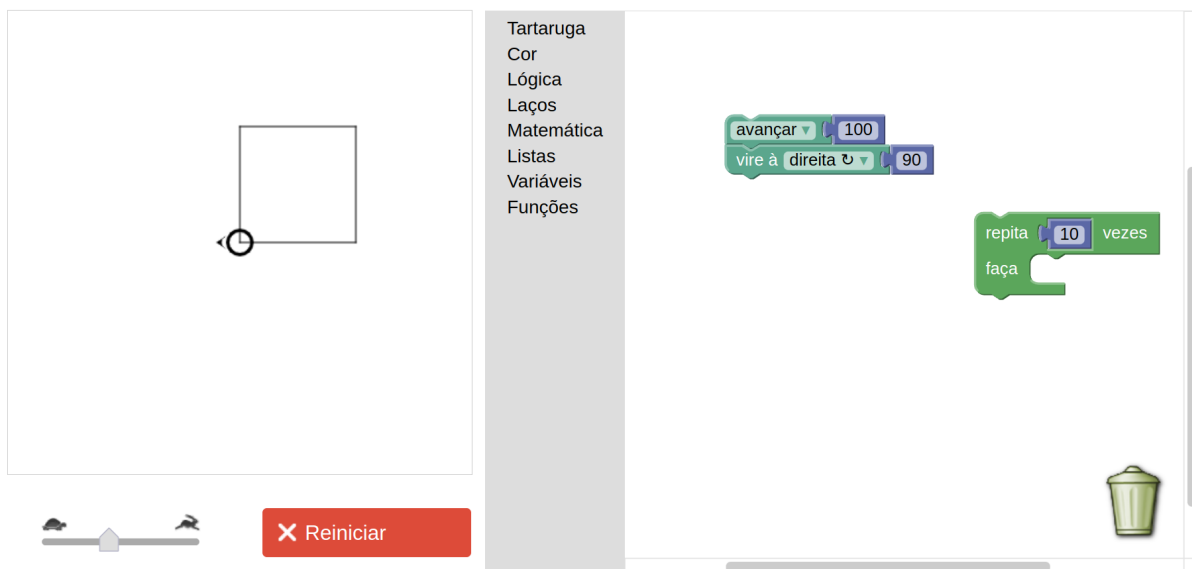 Tartaruga
Cor
Lógica
Laços
Matemática
Listas
Variáveis
Funções
avançar ▾ 100
vire à direita ↻ ▾ 90
repita 10 vezes
faça
Reiniciar